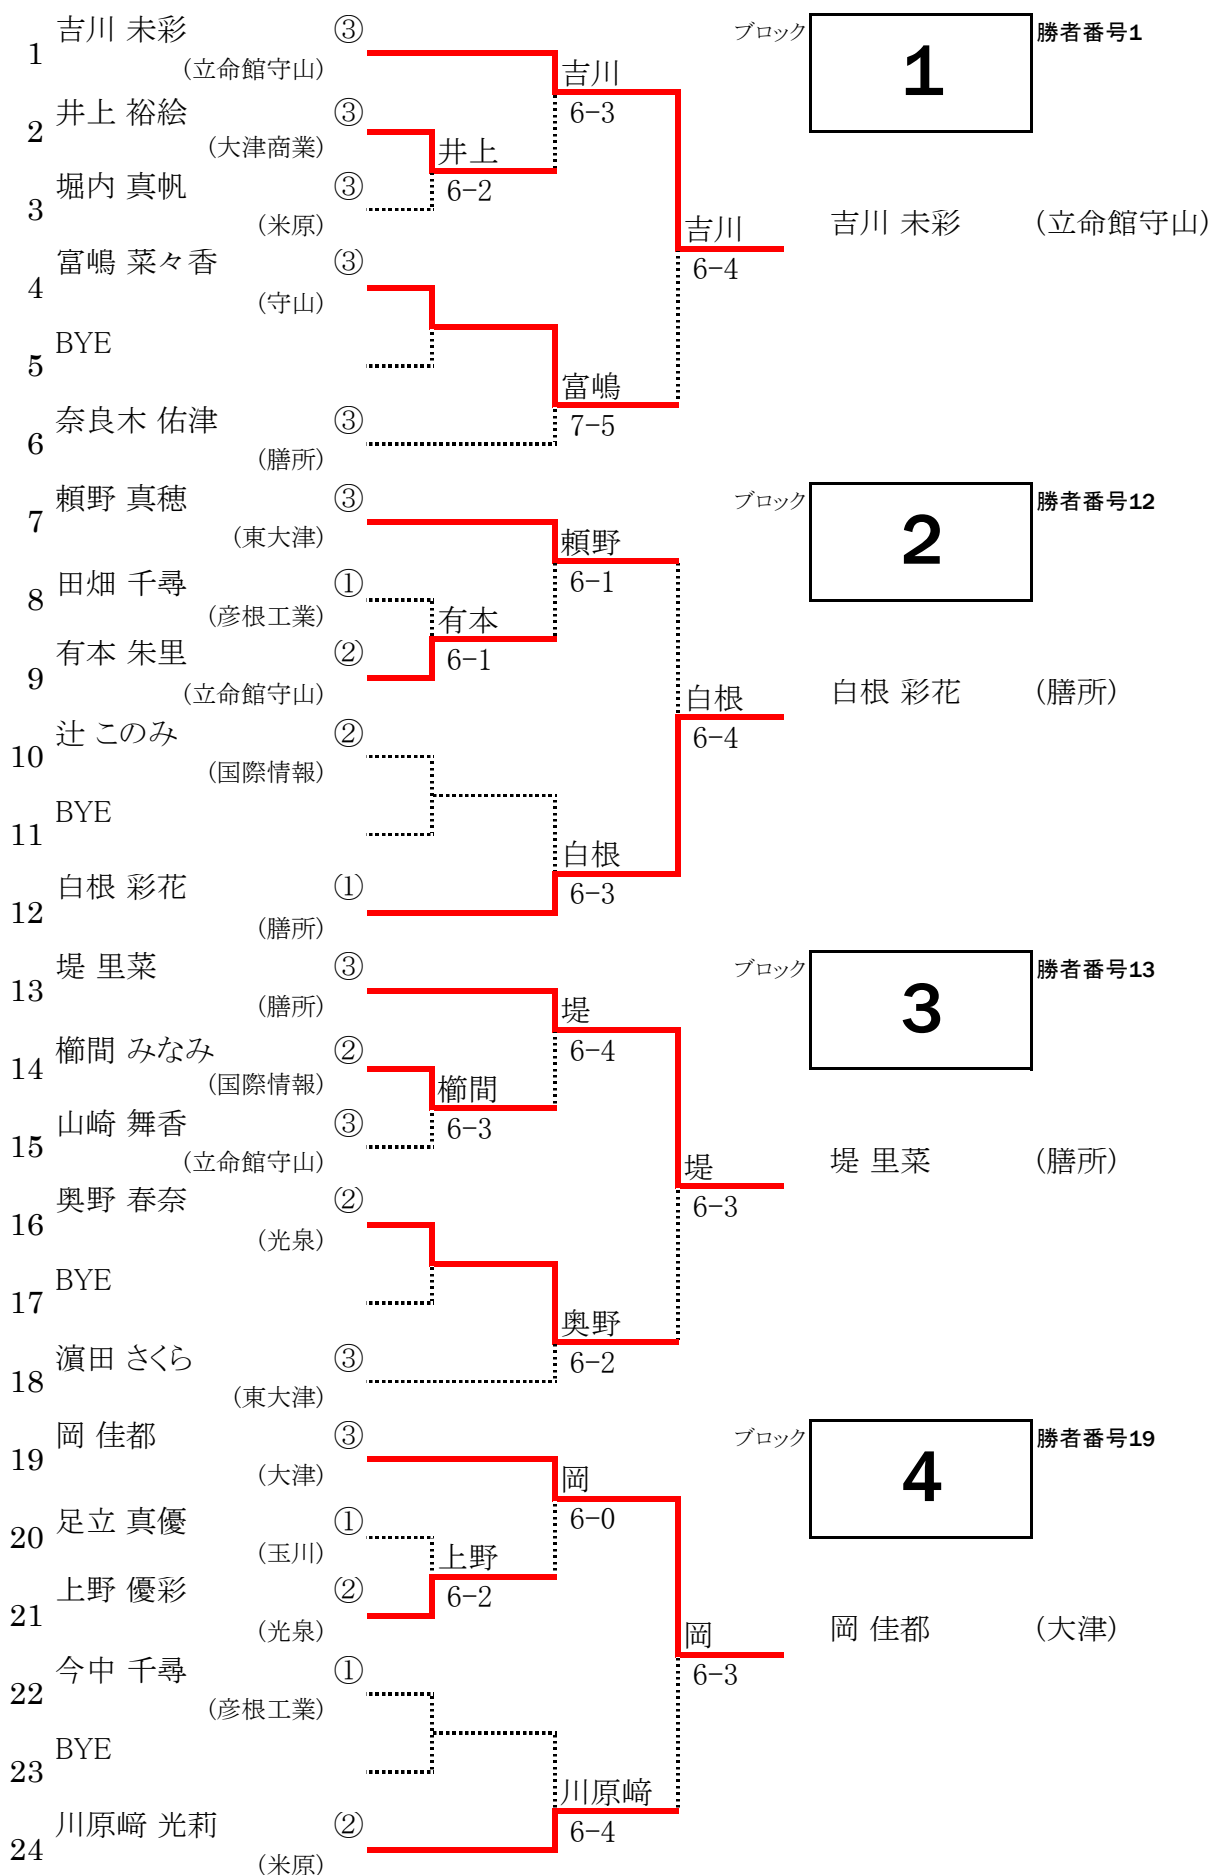 吉川 未彩 ③
1 (立命館守山)
吉川
6-3
井上 裕絵 ③
2 (大津商業)
井上
6-2
堀内 真帆 ③
3 (米原)
吉川
6-4
富嶋 菜々香 ③
4 (守山)
BYE
5
富嶋
7-5
奈良木 佑津 ③
6 (膳所)
ブロック 1 勝者番号1
吉川 未彩 (立命館守山)
頼野 真穂 ③
7 (東大津)
頼野
6-1
田畑 千尋 ①
8 (彦根工業)
有本
6-1
有本 朱里 ②
9 (立命館守山)
白根
6-4
辻 このみ ②
10 (国際情報)
BYE
11
白根
6-3
白根 彩花 ①
12 (膳所)
ブロック 2 勝者番号12
白根 彩花 (膳所)
堤 里菜 ③
13 (膳所)
堤
6-4
櫛間 みなみ ②
14 (国際情報)
櫛間
6-3
山崎 舞香 ③
15 (立命館守山)
堤
6-3
奥野 春奈 ②
16 (光泉)
BYE
17
奥野
6-2
濵田 さくら ③
18 (東大津)
ブロック 3 勝者番号13
堤 里菜 (膳所)
岡 佳都 ③
19 (大津)
岡
6-0
足立 真優 ①
20 (玉川)
上野
6-2
上野 優彩 ②
21 (光泉)
岡
6-3
今中 千尋 ①
22 (彦根工業)
BYE
23
川原﨑
6-4
川原﨑 光莉 ②
24 (米原)
ブロック 4 勝者番号19
岡 佳都 (大津)